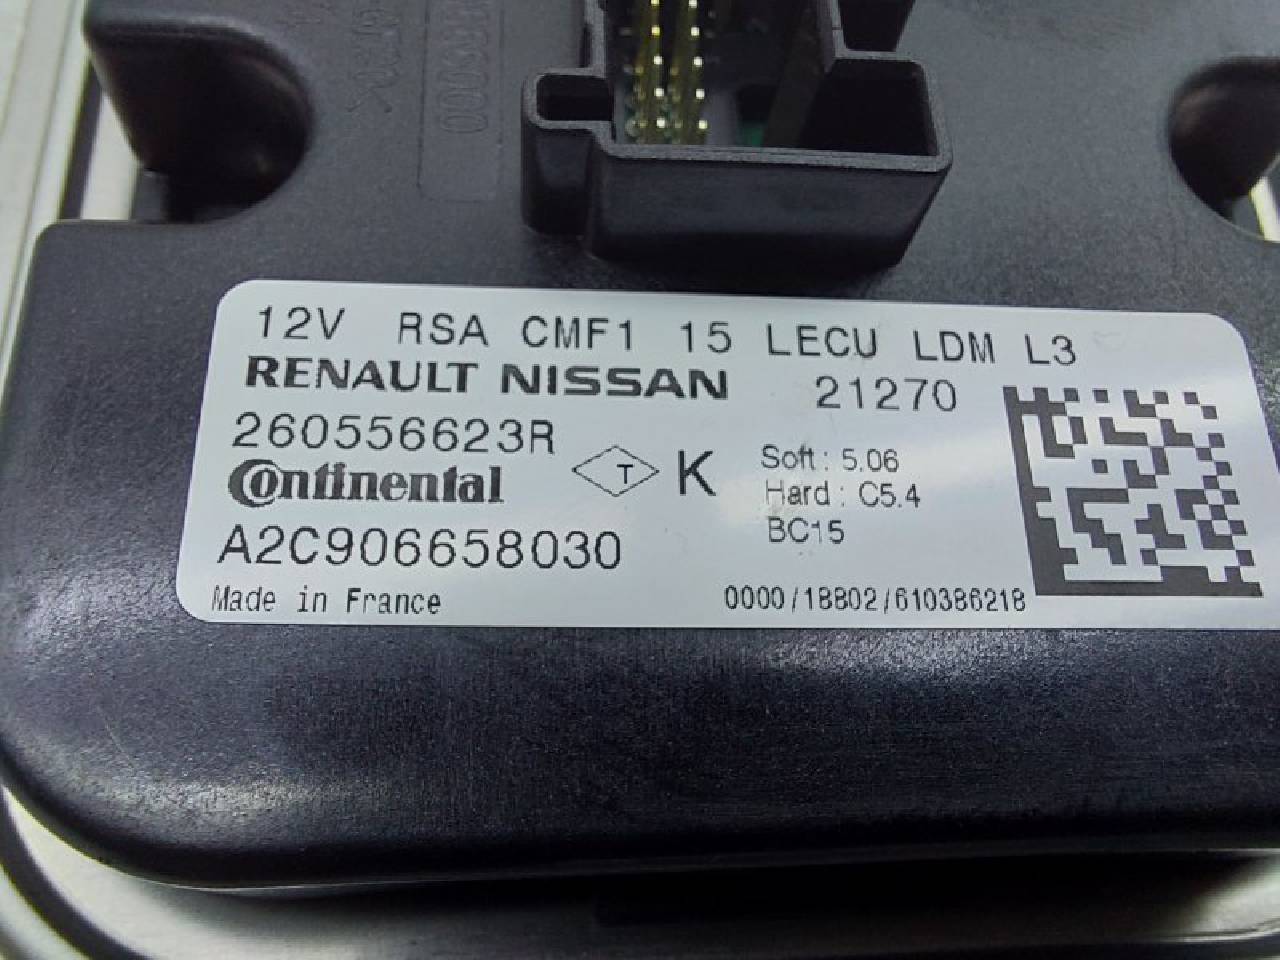 12V RSA CMF1 15 LECU LDM L3
RENAULT NISSAN 21270
260556623R
Continental T K
Soft: 5.06
Hard: C5.4
BC15
A2C906658030
Made in France 0000/18802/610386218